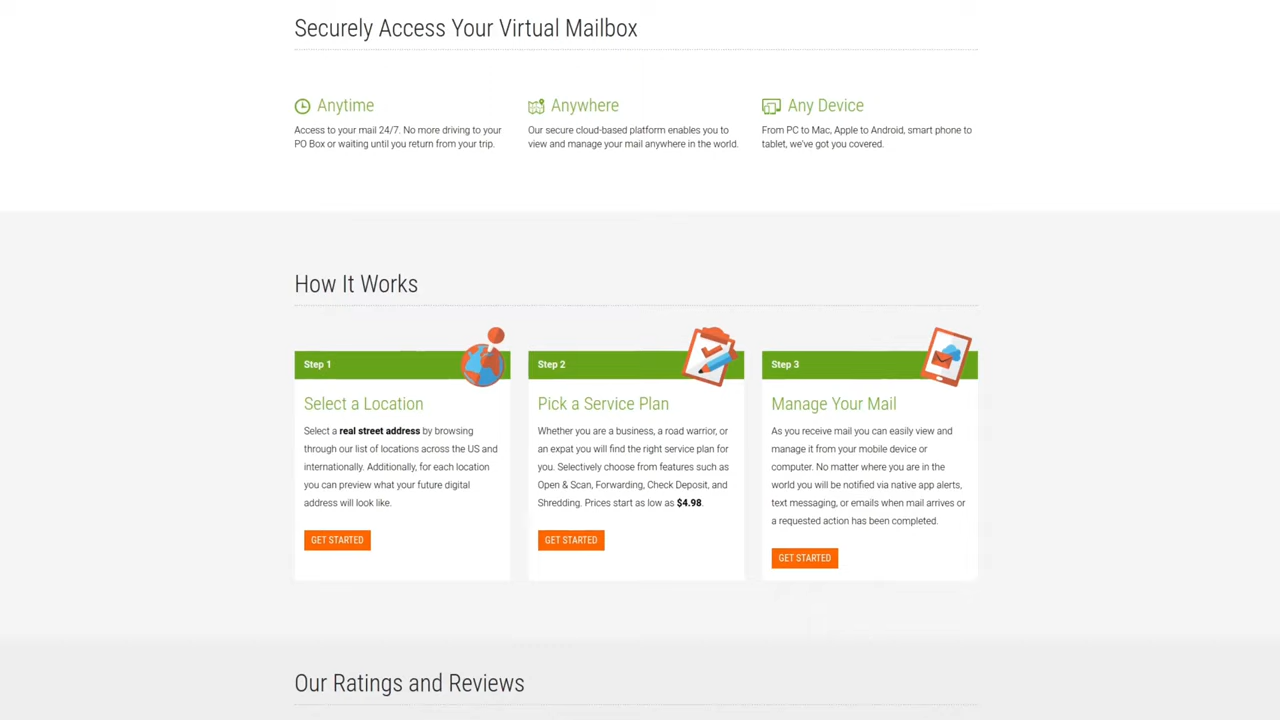 Securely Access Your Virtual Mailbox
Anytime
Access to your mail 24/7. No more driving to your
PO Box or waiting until you return from your trip.
Anywhere
Our secure cloud-based platform enables you to
view and manage your mail anywhere in the world.
Any Device
From PC to Mac, Apple to Android, smart phone to
tablet, we've got you covered.
How It Works
Step 1
Select a Location
Select a real street address by browsing
through our list of locations across the US and
internationally. Additionally, for each location
you can preview what your future digital
address will look like.
GET STARTED
Step 2
Pick a Service Plan
Whether you are a business, a road warrior, or
an expat you will find the right service plan for
you. Selectively choose from features such as
Open & Scan, Forwarding, Check Deposit, and
Shredding. Prices start as low as $4.98.
GET STARTED
Step 3
Manage Your Mail
As you receive mail you can easily view and
manage it from your mobile device or
computer. No matter where you are in the
world you will be notified via native app alerts,
text messaging, or emails when mail arrives or
a requested action has been completed.
GET STARTED
Our Ratings and Reviews